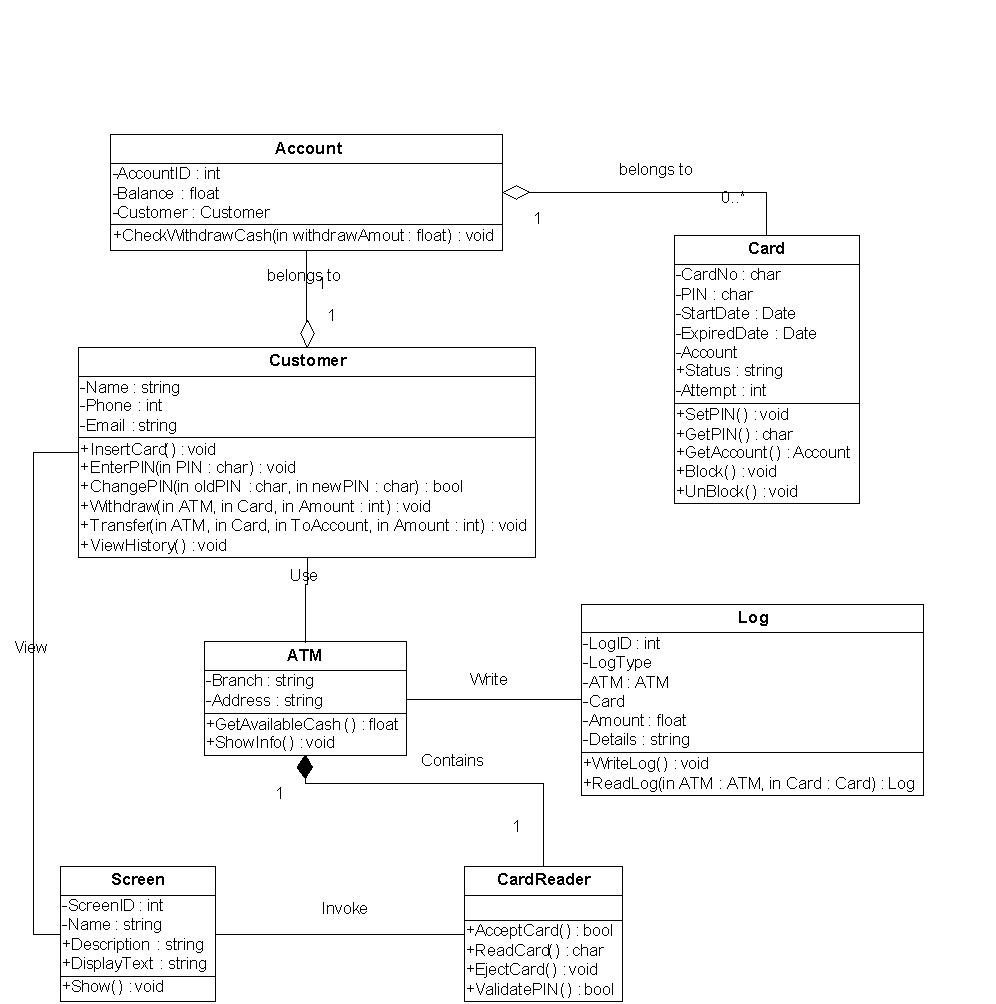 Account
-AccountID : int
-Balance : float
-Customer : Customer
+CheckWithdrawCash(in withdrawAmout : float) : void
belongs to
1
0..*
Card
-CardNo : char
-PIN : char
-StartDate : Date
-ExpiredDate : Date
-Account
+Status : string
-Attempt : int
+SetPIN() : void
+GetPIN() : char
+GetAccount() : Account
+Block() : void
+UnBlock() : void
belongs to
1
1
Customer
-Name : string
-Phone : int
-Email : string
+InsertCard() : void
+EnterPIN(in PIN : char) : void
+ChangePIN(in oldPIN : char, in newPIN : char) : bool
+Withdraw(in ATM, in Card, in Amount : int) : void
+Transfer(in ATM, in Card, in ToAccount, in Amount : int) : void
+ViewHistory() : void
Use
View
ATM
-Branch : string
-Address : string
+GetAvailableCash() : float
+ShowInfo() : void
Write
Log
-LogID : int
-LogType
-ATM : ATM
-Card
-Amount : float
-Details : string
+WriteLog() : void
+ReadLog(in ATM : ATM, in Card : Card) : Log
Contains
1
1
Screen
-ScreenID : int
-Name : string
+Description : string
+DisplayText : string
+Show() : void
Invoke
CardReader
+AcceptCard() : bool
+ReadCard() : char
+EjectCard() : void
+ValidatePIN() : bool